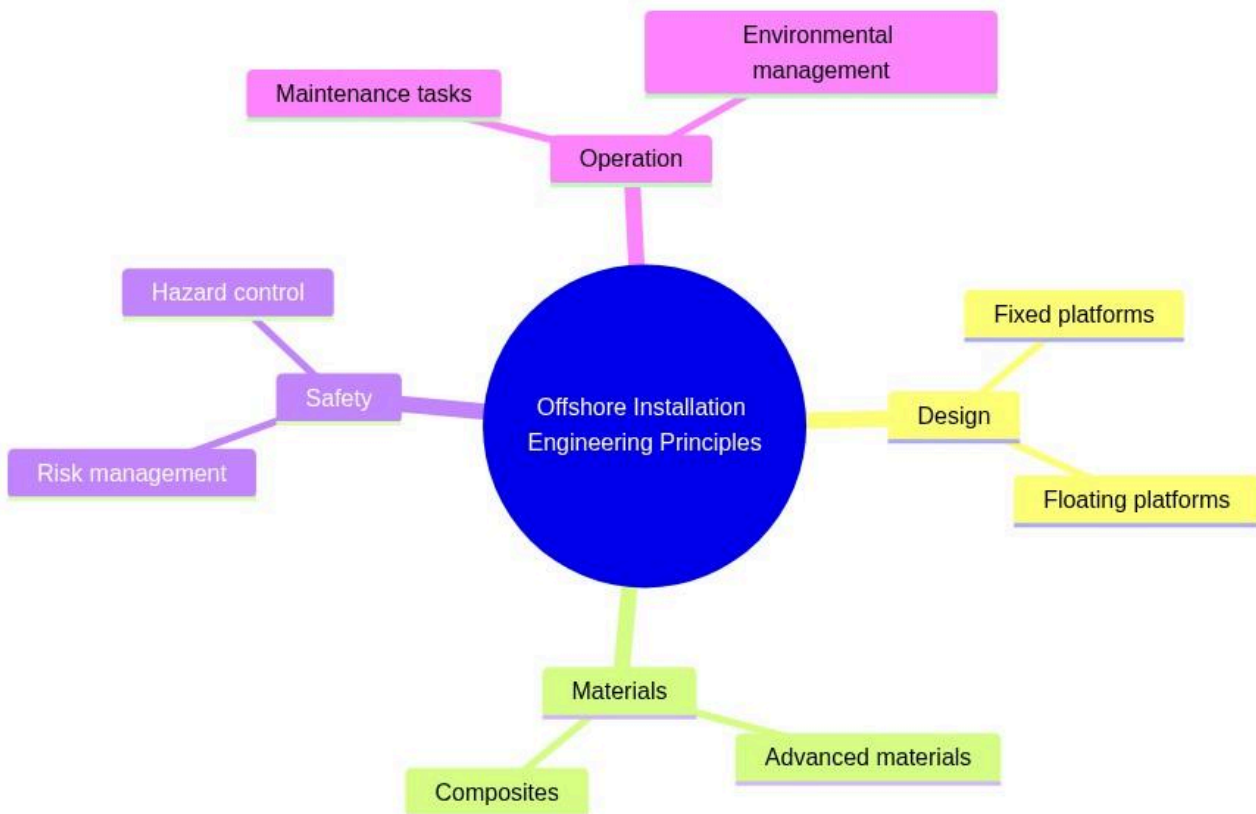 Environmental
management
Maintenance tasks
Operation
Hazard control
Fixed platforms
Safety
Offshore Installation
Engineering Principles
Design
Risk management
Floating platforms
Materials
Advanced materials
Composites